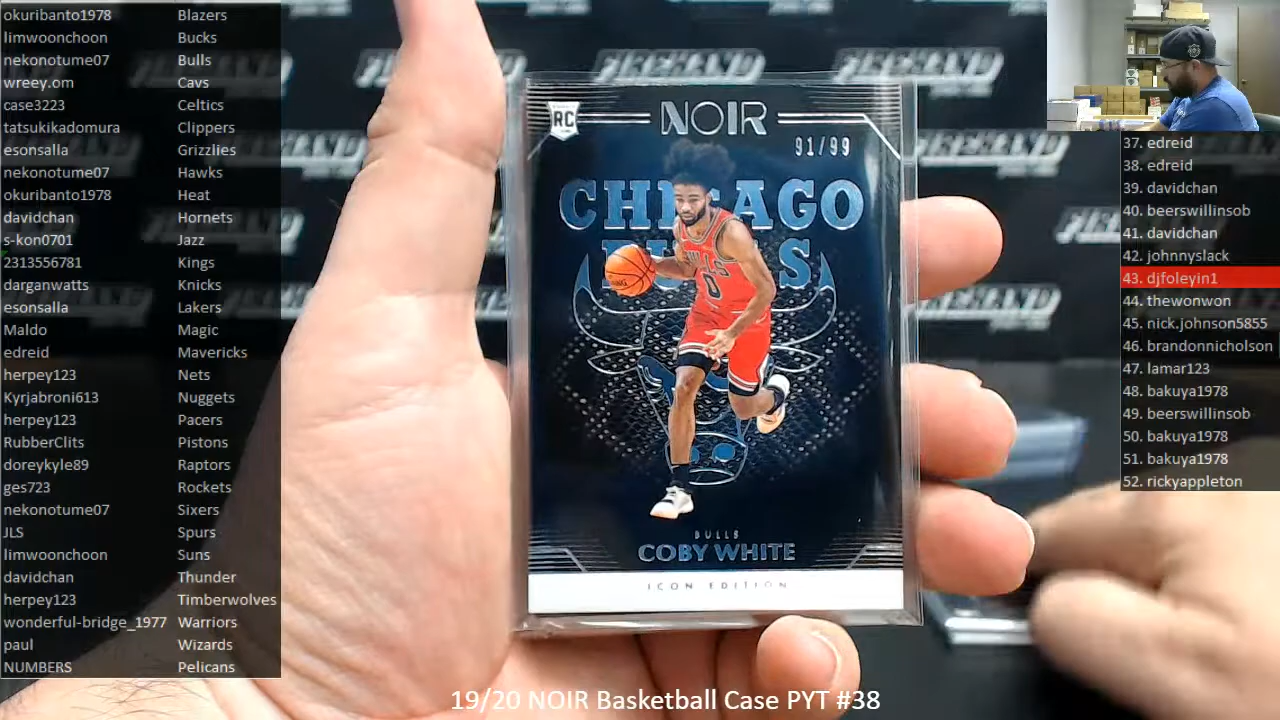 okuribanto1978 Blazers
limwoonchoon Bucks
nekonotume07 Bulls
wreey.om Cavs
case3223 Celtics
tatsukikadomura Clippers
esonsalla Grizzlies
nekonotume07 Hawks
okuribanto1978 Heat
davidchan Hornets
s-kon0701 Jazz
2313556781 Kings
darganwatts Knicks
esonsalla Lakers
Maldo Magic
edreid Mavericks
herpey123 Nets
Kyrjabroni613 Nuggets
herpey123 Pacers
RubberClits Pistons
doreykyle89 Raptors
ges723 Rockets
nekonotume07 Sixers
JLS Spurs
limwoonchoon Suns
davidchan Thunder
herpey123 Timberwolves
wonderful-bridge_1977 Warriors
paul Wizards
NUMBERS Pelicans
FIREHAND
FIREHAND
FIREHAND
RC
NOIR
91/99
CHICAGO
BULLS
BULLS
0
BULLS
COBY WHITE
ICON EDITION
37. edreid
38. edreid
39. davidchan
40. beerswillinsob
41. davidchan
42. johnnyslack
43. djfoleyin1
44. thewonwon
45. nick.johnson5855
46. brandonnicholson
47. lamar123
48. bakuya1978
49. beerswillinsob
50. bakuya1978
51. bakuya1978
52. rickyappleton
19/20 NOIR Basketball Case PYT #38